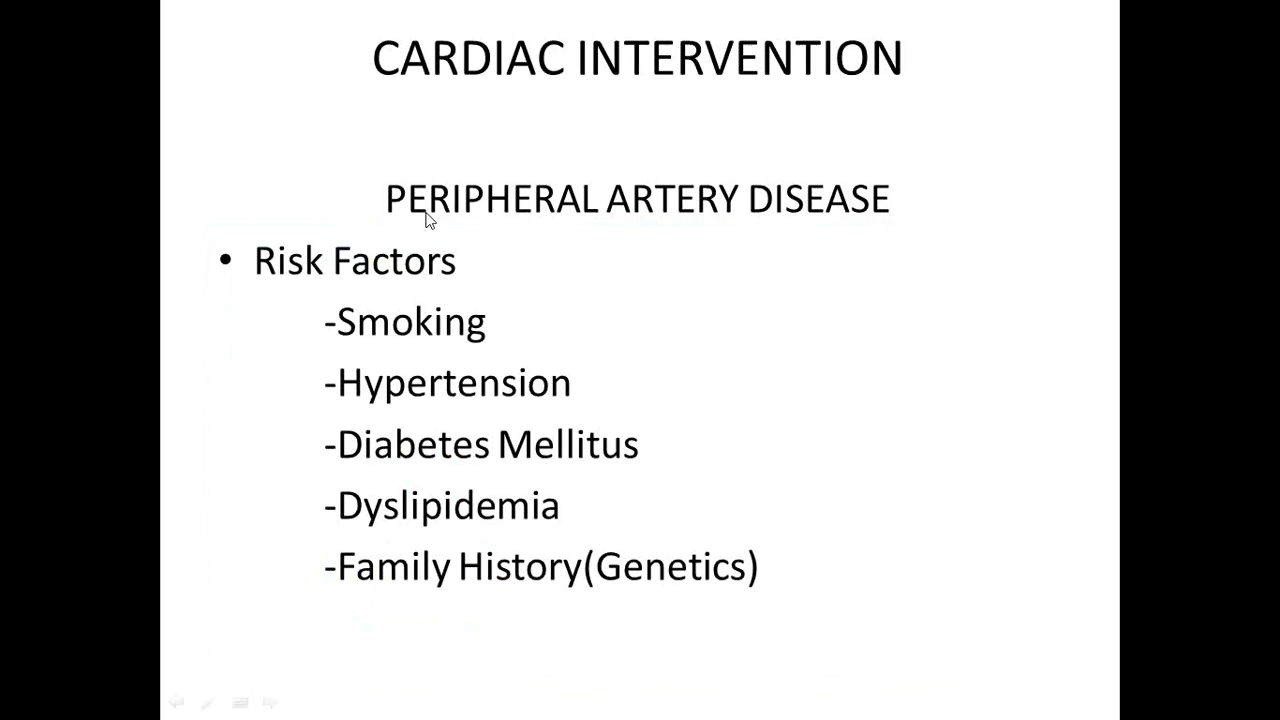 CARDIAC INTERVENTION
PERIPHERAL ARTERY DISEASE
• Risk Factors
-Smoking
-Hypertension
-Diabetes Mellitus
-Dyslipidemia
-Family History(Genetics)